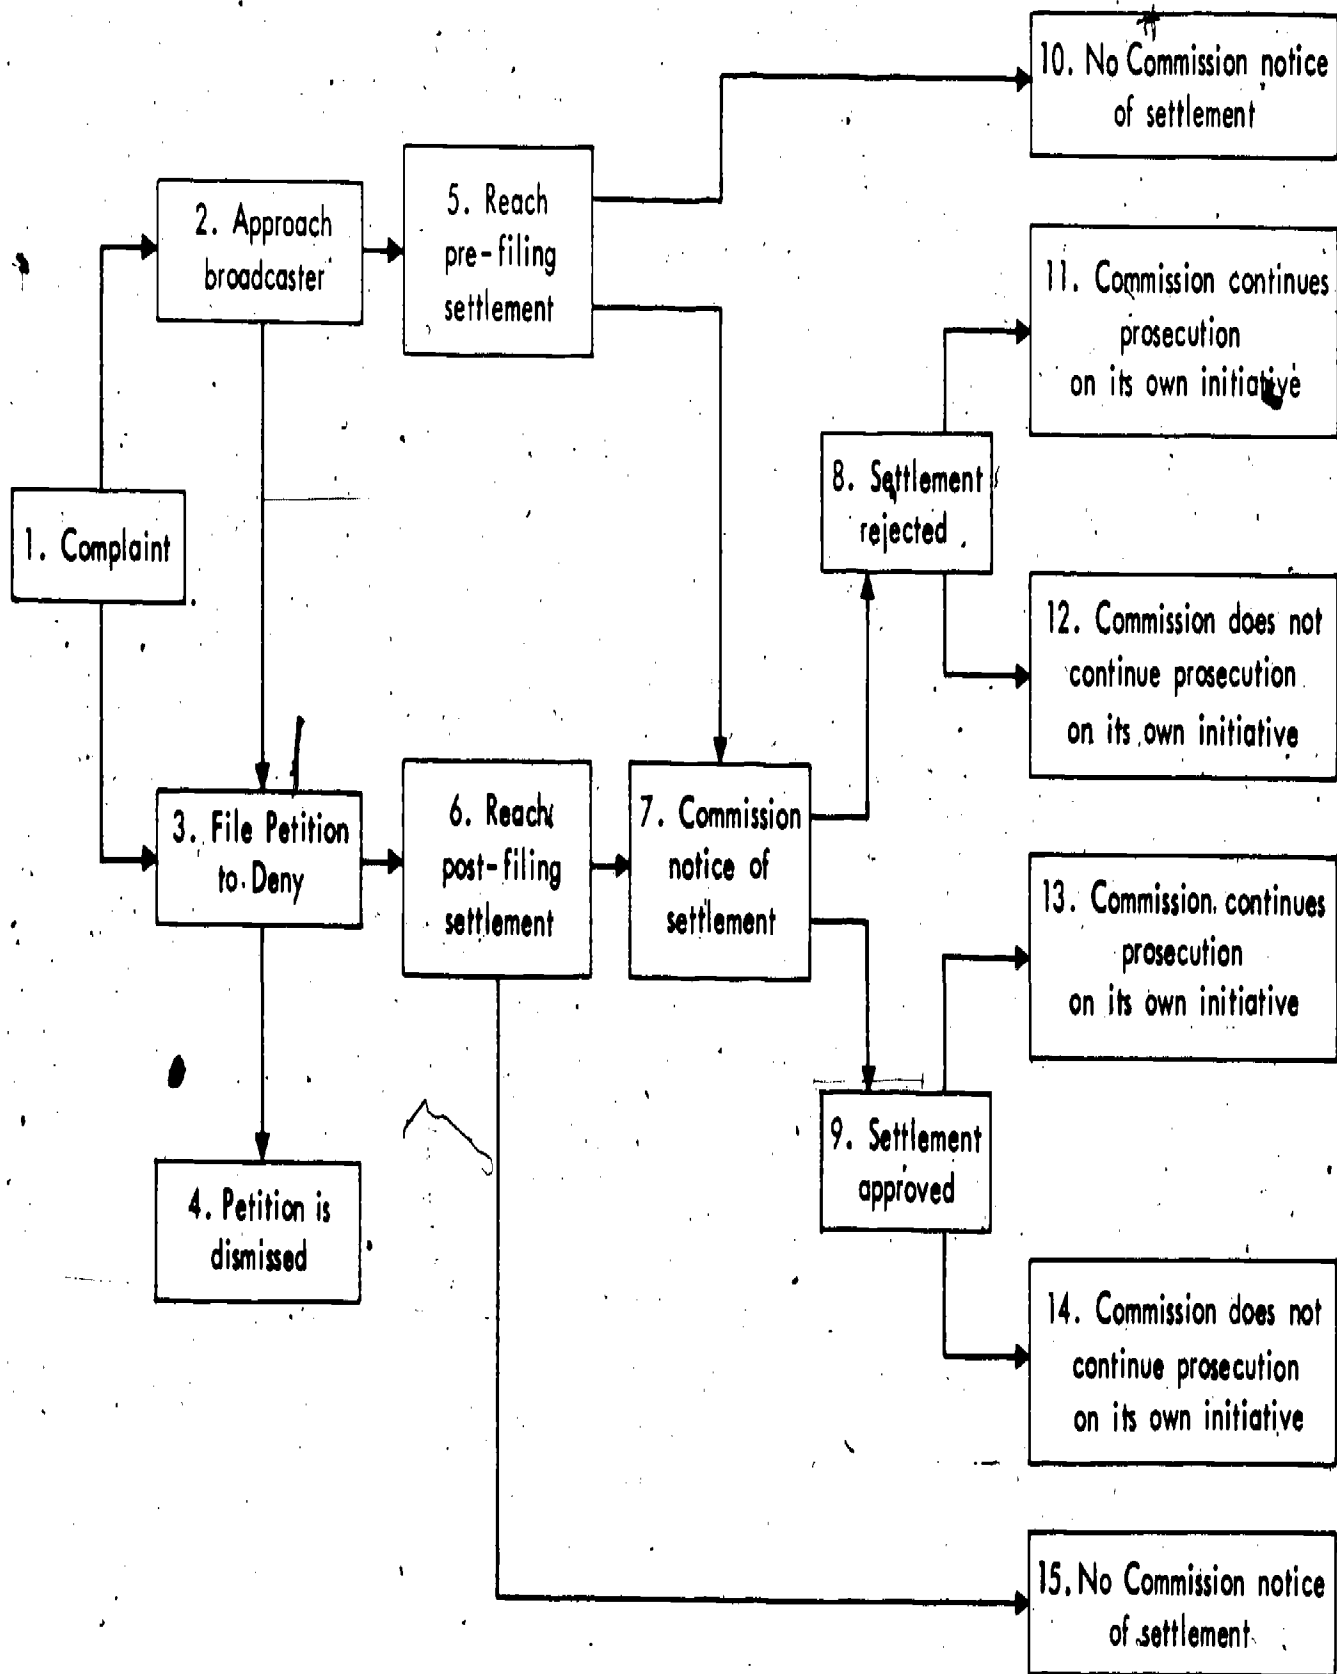 1. Complaint
2. Approach
broadcaster
3. File Petition
to Deny
4. Petition is
dismissed
5. Reach
pre-filing
settlement
6. Reach
post-filing
settlement
7. Commission
notice of
settlement
8. Settlement
rejected
9. Settlement
approved
10. No Commission notice
of settlement
11. Commission continues
prosecution
on its own initiative
12. Commission does not
continue prosecution
on its own initiative
13. Commission continues
prosecution
on its own initiative
14. Commission does not
continue prosecution
on its own initiative
15. No Commission notice
of settlement